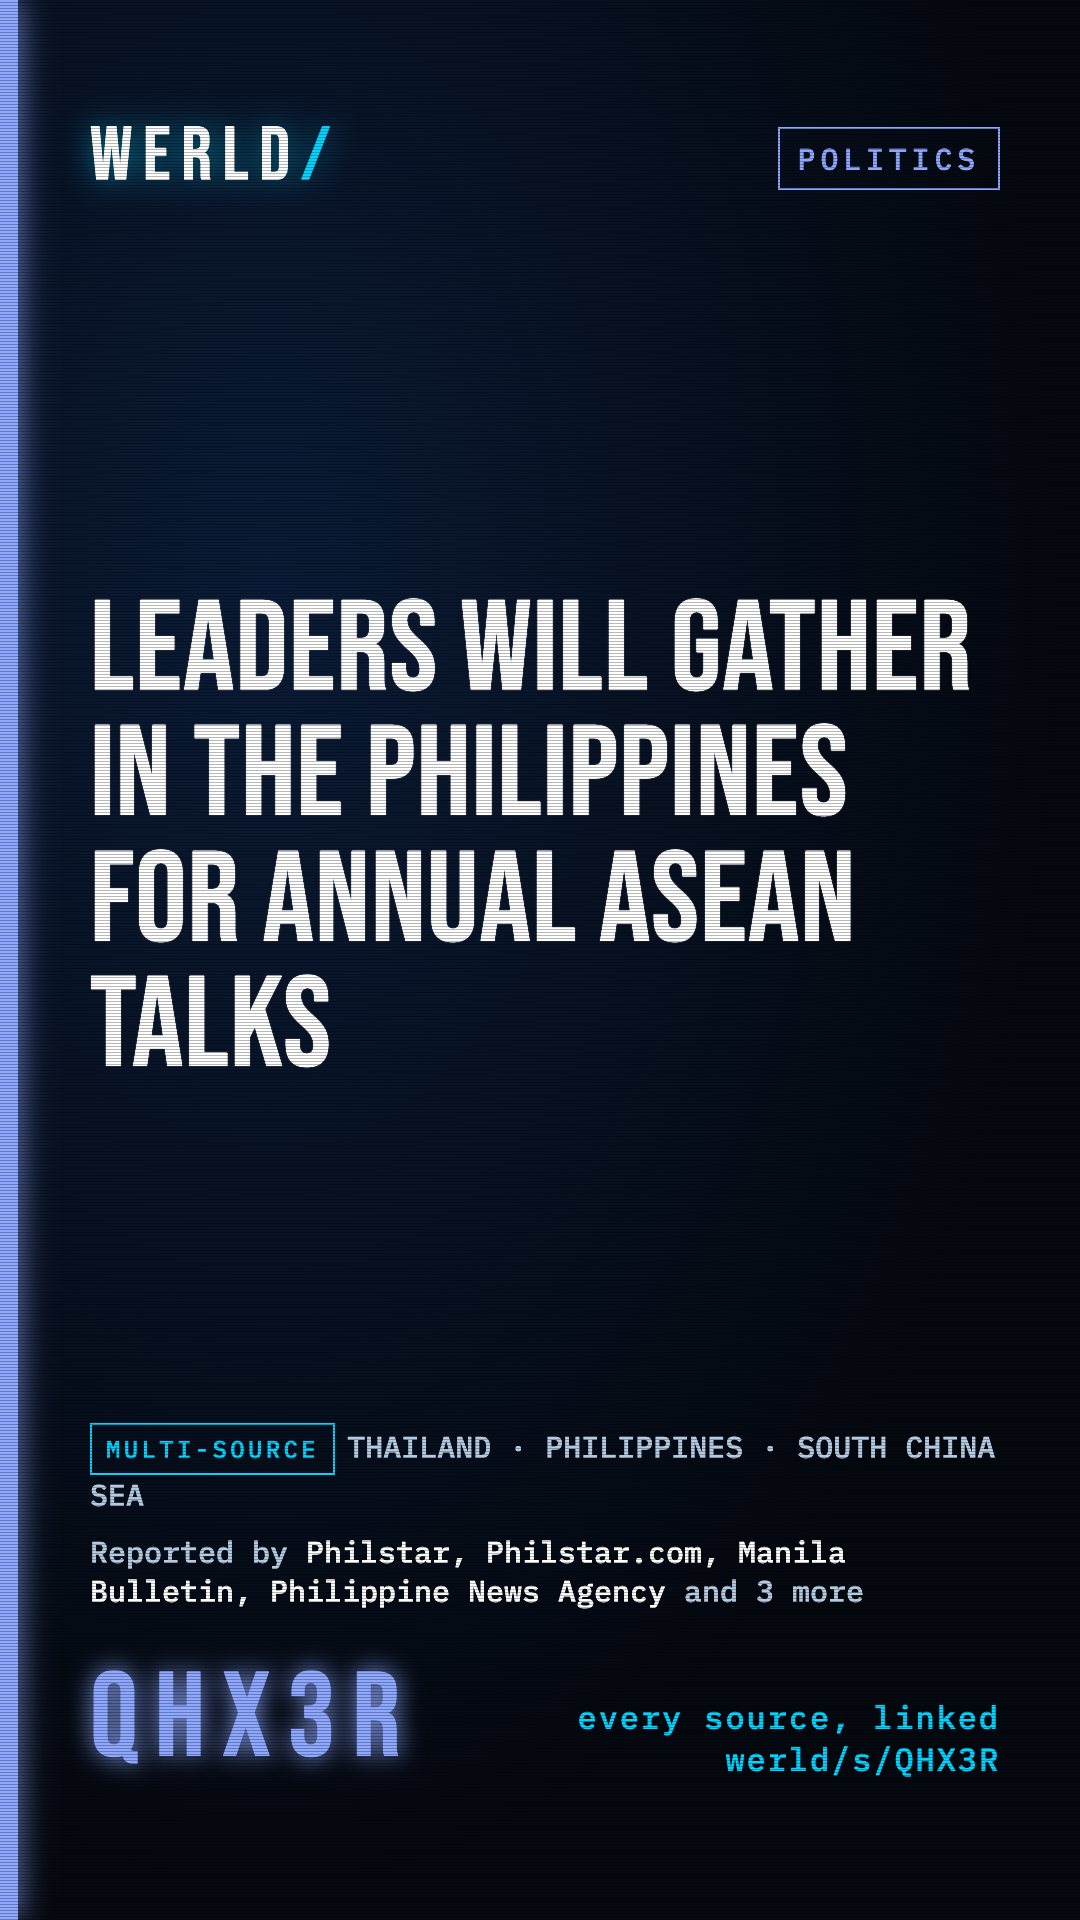 WERLD/
POLITICS
LEADERS WILL GATHER
IN THE PHILIPPINES
FOR ANNUAL ASEAN
TALKS
MULTI-SOURCE THAILAND · PHILIPPINES · SOUTH CHINA
SEA
Reported by Philstar, Philstar.com, Manila
Bulletin, Philippine News Agency and 3 more
QHX3R
every source, linked
werld/s/QHX3R